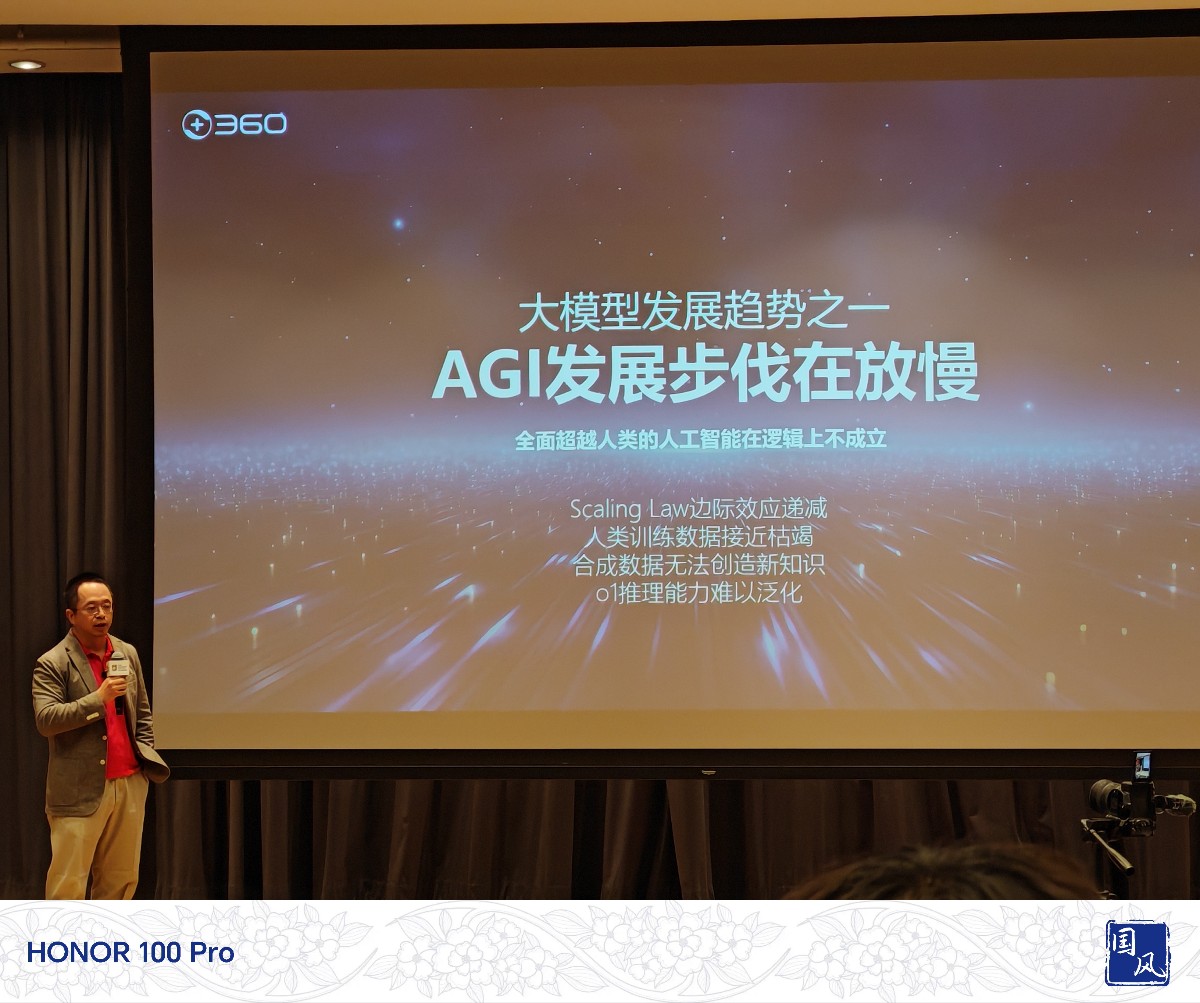 360
大模型发展趋势之一
AGI发展步伐在放慢
全面超越人类的人工智能在逻辑上不成立
Scaling Law边际效应递减
人类训练数据接近枯竭
合成数据无法创造新知识
o1推理能力难以泛化
HONOR 100 Pro
国风